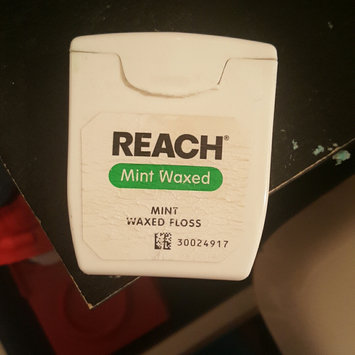 REACH®
Mint Waxed
MINT
WAXED FLOSS
30024917